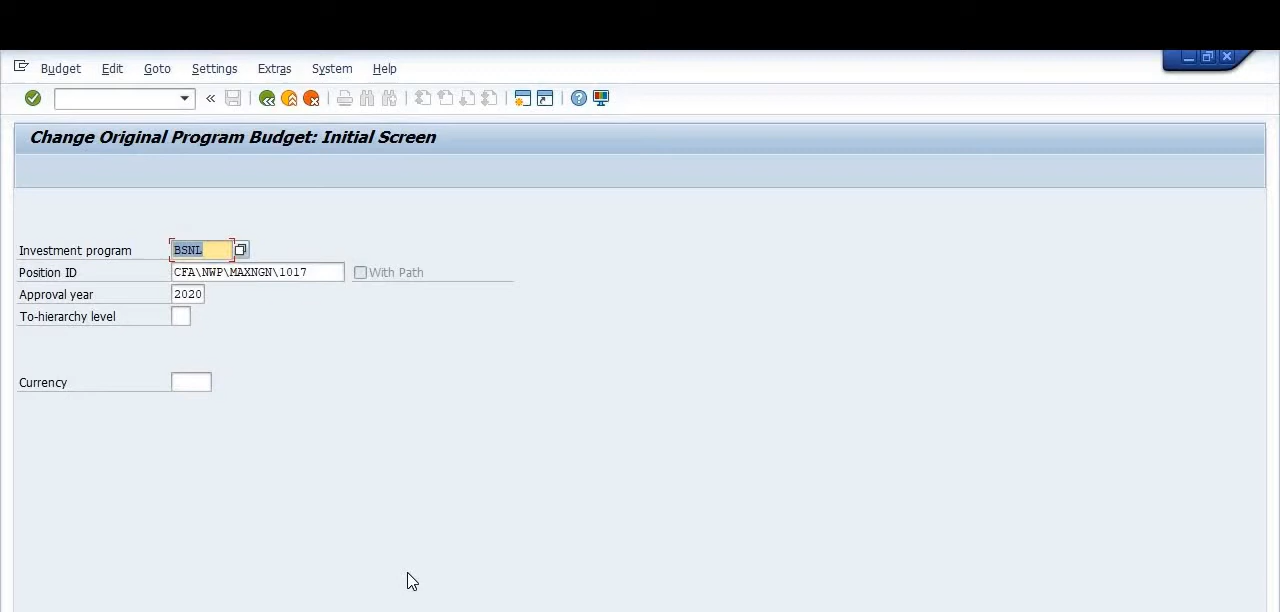 Budget Edit Goto Settings Extras System Help
Change Original Program Budget: Initial Screen
Investment program BSNL
Position ID CFA\NWP\MAXNGN\1017 With Path
Approval year 2020
To-hierarchy level
Currency